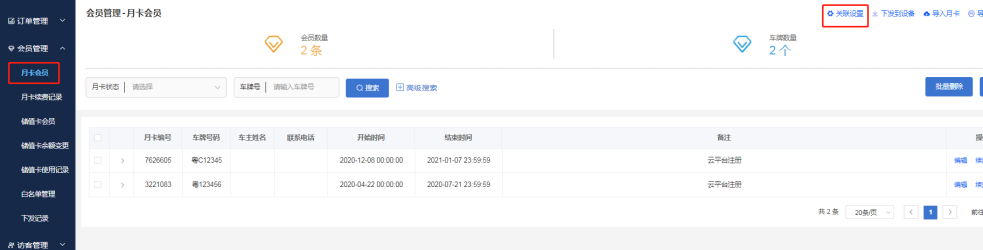 订单管理
会员管理
月卡会员
月卡续费记录
储值卡会员
储值卡余额变更
储值卡使用记录
白名单管理
下发记录
访客管理
会员管理-月卡会员
关联设置 下发到设备 导入月卡
会员数量
2 条
车牌数量
2 个
月卡状态 请选择 车牌号 请输入车牌号 搜索 高级搜索 批量删除
月卡编号 车牌号码 车主姓名 联系电话 开始时间 结束时间 备注
7626605 粤C12345 2020-12-08 00:00:00 2021-01-07 23:59:59 云平台注册 编辑
3221083 粤123456 2020-04-22 00:00:00 2020-07-21 23:59:59 云平台注册 编辑
共 2 条 20条/页 1 前往